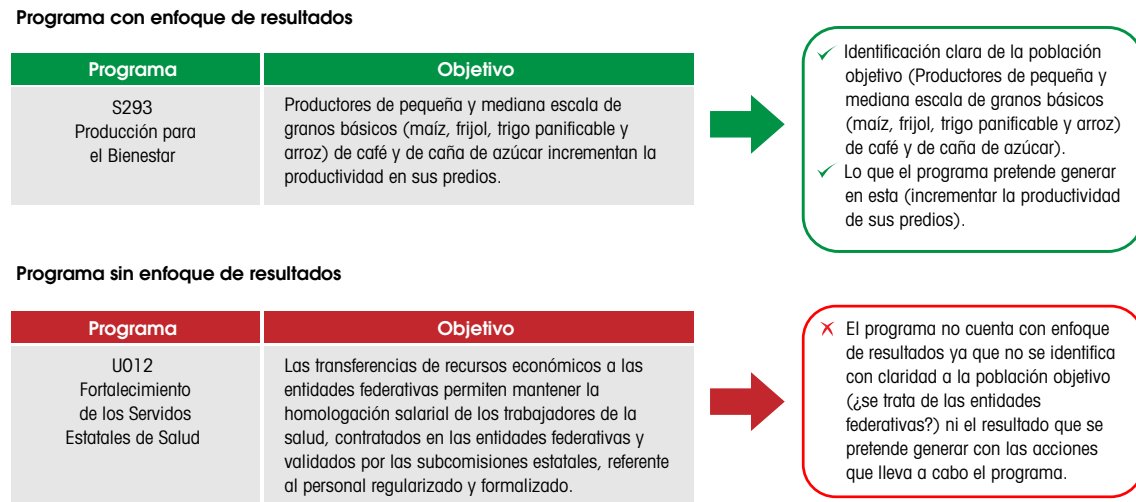 Programa con enfoque de resultados
Programa
Objetivo
S293
Producción para
el Bienestar
Productores de pequeña y mediana escala de
granos básicos (maíz, frijol, trigo panificable y
arroz) de café y de caña de azúcar incrementan la
productividad en sus predios.
✓ Identificación clara de la población
objetivo (Productores de pequeña y
mediana escala de granos básicos
(maíz, frijol, trigo panificable y arroz)
de café y de caña de azúcar).
✓ Lo que el programa pretende generar
en esta (incrementar la productividad
de sus predios).
Programa sin enfoque de resultados
Programa
Objetivo
U012
Fortalecimiento
de los Servidos
Estatales de Salud
Las transferencias de recursos económicos a las
entidades federativas permiten mantener la
homologación salarial de los trabajadores de la
salud, contratados en las entidades federativas y
validados por las subcomisiones estatales, referente
al personal regularizado y formalizado.
✗ El programa no cuenta con enfoque
de resultados ya que no se identifica
con claridad a la población objetivo
(¿se trata de las entidades
federativas?) ni el resultado que se
pretende generar con las acciones
que lleva a cabo el programa.